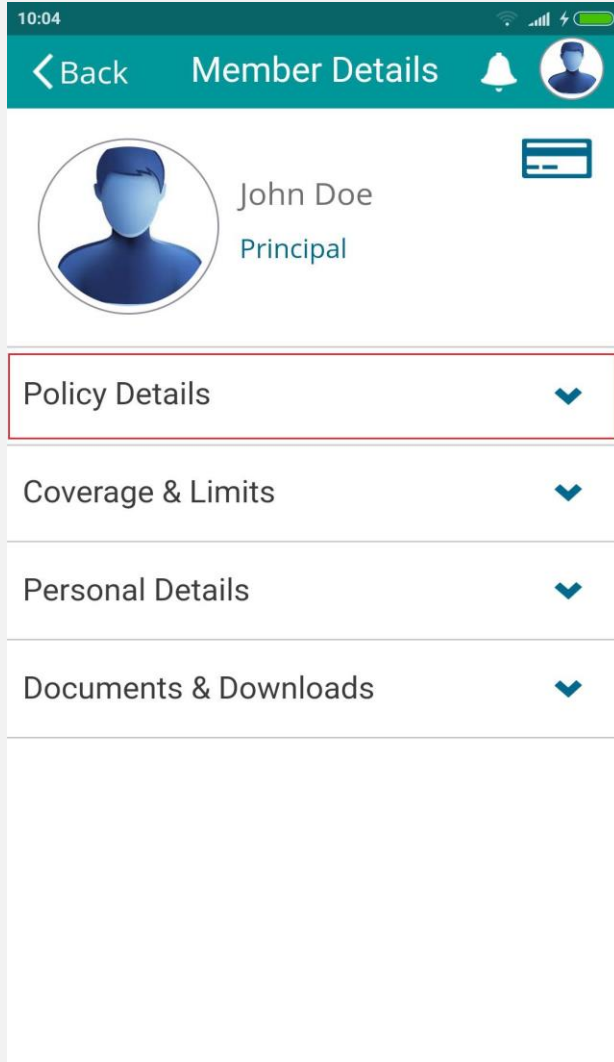 10:04
Back
Member Details
John Doe
Principal
Policy Details
Coverage & Limits
Personal Details
Documents & Downloads